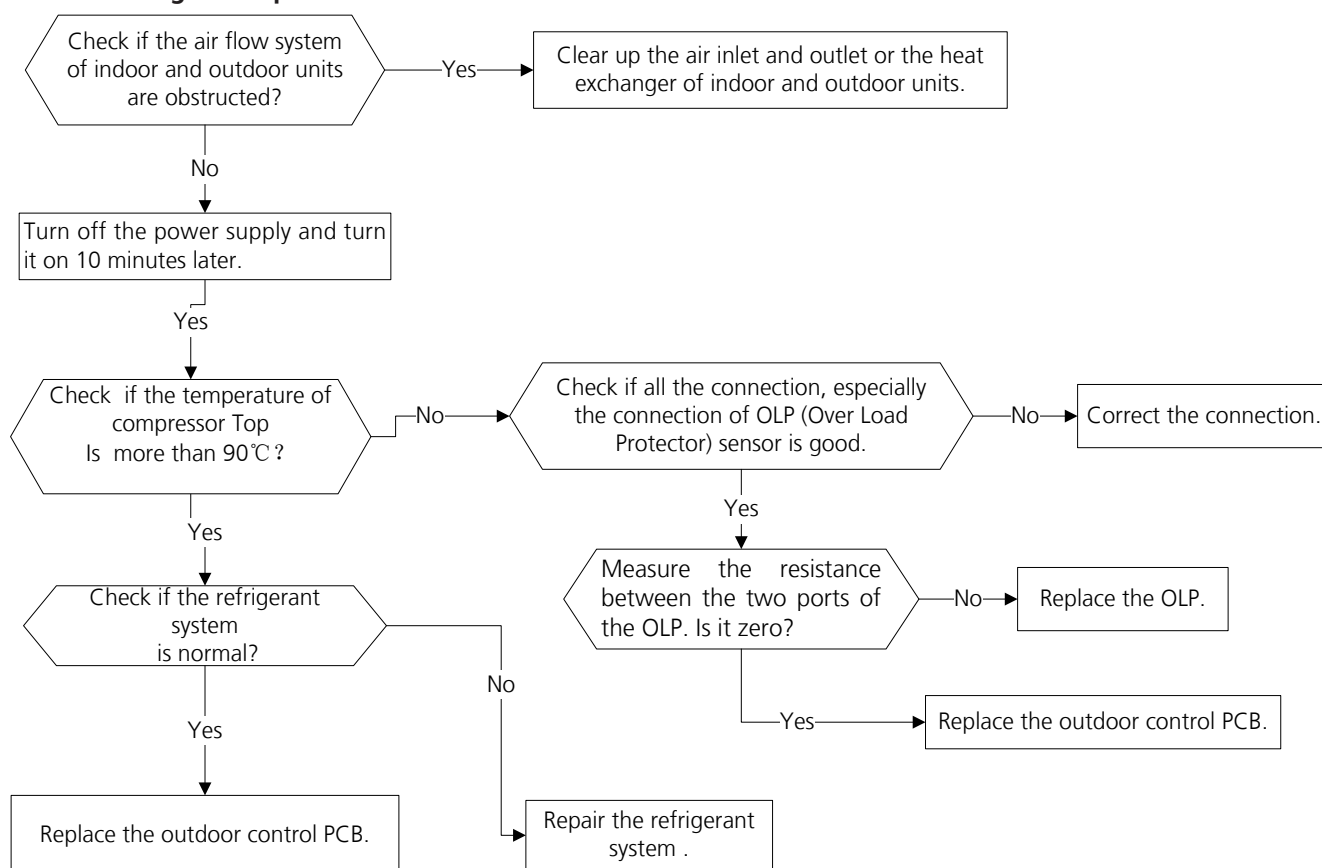 Check if the air flow system
of indoor and outdoor units
are obstructed?
Yes
Clear up the air inlet and outlet or the heat
exchanger of indoor and outdoor units.
No
Turn off the power supply and turn
it on 10 minutes later.
Yes
Check if the temperature of
compressor Top
Is more than 90℃？
No
Check if all the connection, especially
the connection of OLP (Over Load
Protector) sensor is good.
No
Correct the connection.
Yes
Yes
Measure the resistance
between the two ports of
the OLP. Is it zero?
No
Replace the OLP.
Check if the refrigerant
system
is normal?
No
Yes
Yes
Replace the outdoor control PCB.
Replace the outdoor control PCB.
Repair the refrigerant
system .